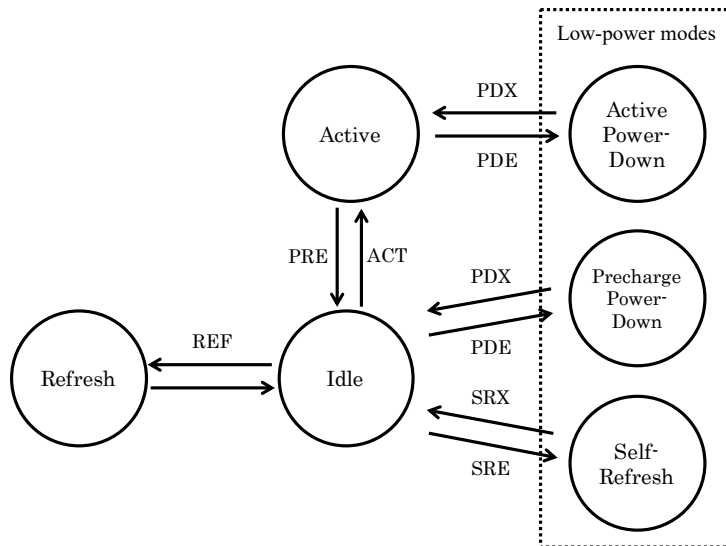 Low-power modes
PDX
Active
Active
Power-
Down
PDE
PRE
ACT
PDX
Precharge
Power-
Down
PDE
REF
Refresh
Idle
SRX
SRE
Self-
Refresh